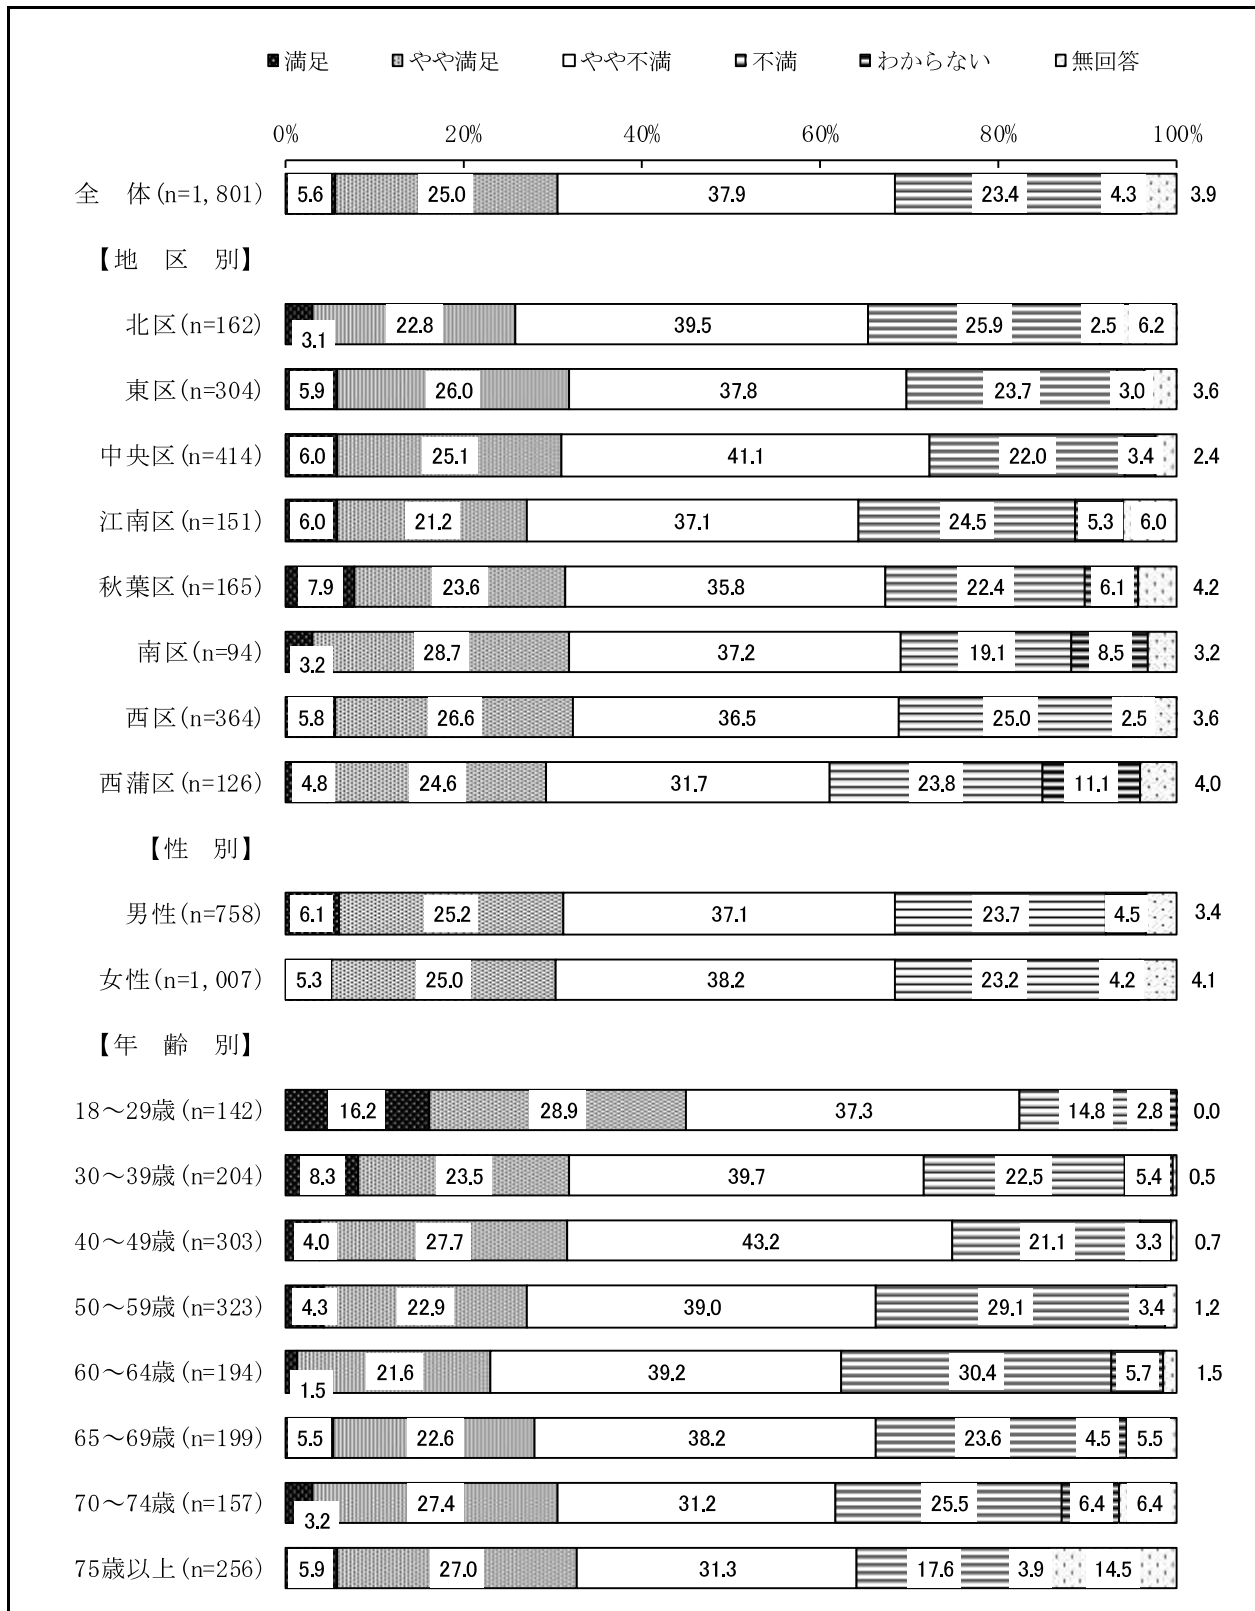 満足 やや満足 やや不満 不満 わからない 無回答
0% 20% 40% 60% 80% 100%
全　体(n=1,801) 5.6 25.0 37.9 23.4 4.3 3.9
【地　区　別】
北区(n=162) 3.1 22.8 39.5 25.9 2.5 6.2
東区(n=304) 5.9 26.0 37.8 23.7 3.0 3.6
中央区(n=414) 6.0 25.1 41.1 22.0 3.4 2.4
江南区(n=151) 6.0 21.2 37.1 24.5 5.3 6.0
秋葉区(n=165) 7.9 23.6 35.8 22.4 6.1 4.2
南区(n=94) 3.2 28.7 37.2 19.1 8.5 3.2
西区(n=364) 5.8 26.6 36.5 25.0 2.5 3.6
西蒲区(n=126) 4.8 24.6 31.7 23.8 11.1 4.0
【性　別】
男性(n=758) 6.1 25.2 37.1 23.7 4.5 3.4
女性(n=1,007) 5.3 25.0 38.2 23.2 4.2 4.1
【年　齢　別】
18～29歳(n=142) 16.2 28.9 37.3 14.8 2.8 0.0
30～39歳(n=204) 8.3 23.5 39.7 22.5 5.4 0.5
40～49歳(n=303) 4.0 27.7 43.2 21.1 3.3 0.7
50～59歳(n=323) 4.3 22.9 39.0 29.1 3.4 1.2
60～64歳(n=194) 1.5 21.6 39.2 30.4 5.7 1.5
65～69歳(n=199) 5.5 22.6 38.2 23.6 4.5 5.5
70～74歳(n=157) 3.2 27.4 31.2 25.5 6.4 6.4
75歳以上(n=256) 5.9 27.0 31.3 17.6 3.9 14.5